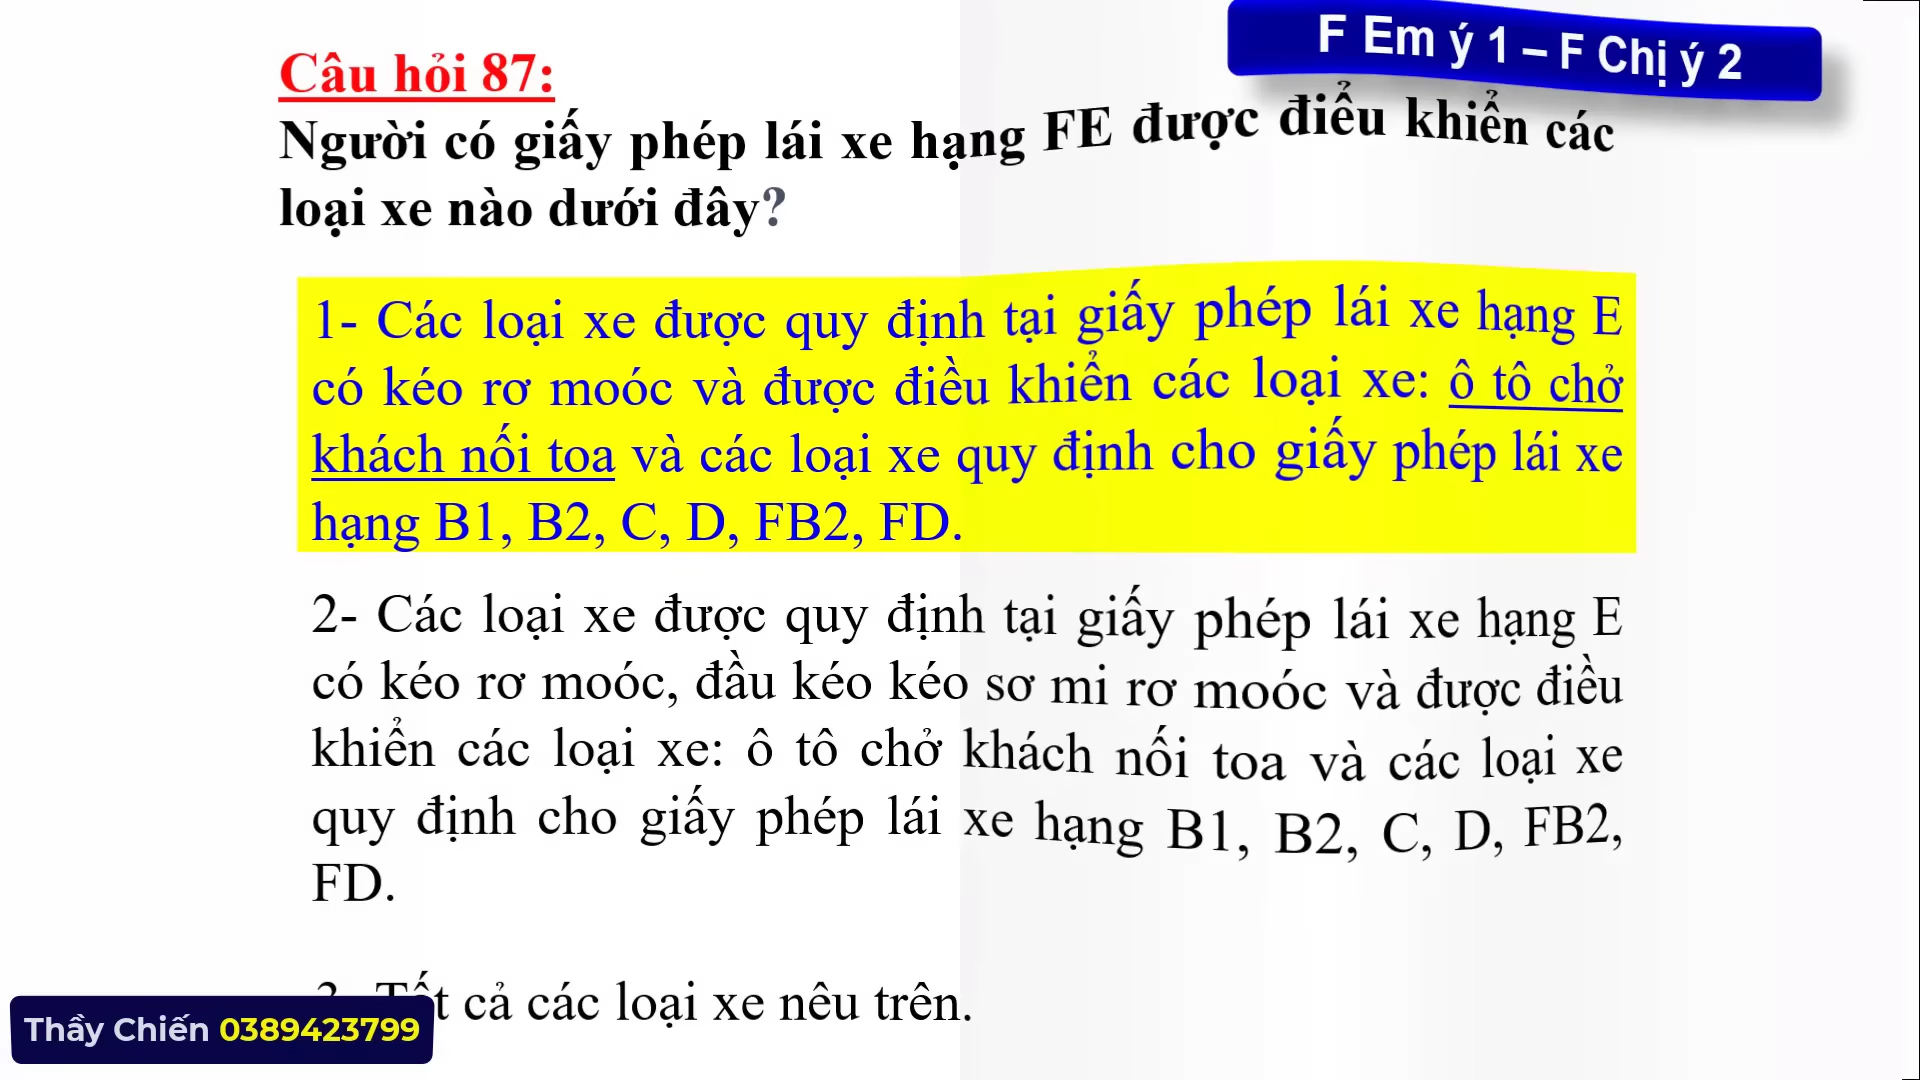 F Em ý 1 – F Chị ý 2
Câu hỏi 87:
Người có giấy phép lái xe hạng FE được điều khiển các
loại xe nào dưới đây?
1- Các loại xe được quy định tại giấy phép lái xe hạng E
có kéo rơ moóc và được điều khiển các loại xe: ô tô chở
khách nối toa và các loại xe quy định cho giấy phép lái xe
hạng B1, B2, C, D, FB2, FD.
2- Các loại xe được quy định tại giấy phép lái xe hạng E
có kéo rơ moóc, đầu kéo kéo sơ mi rơ moóc và được điều
khiển các loại xe: ô tô chở khách nối toa và các loại xe
quy định cho giấy phép lái xe hạng B1, B2, C, D, FB2,
FD.
3- Tất cả các loại xe nêu trên.
Thầy Chiến 0389423799